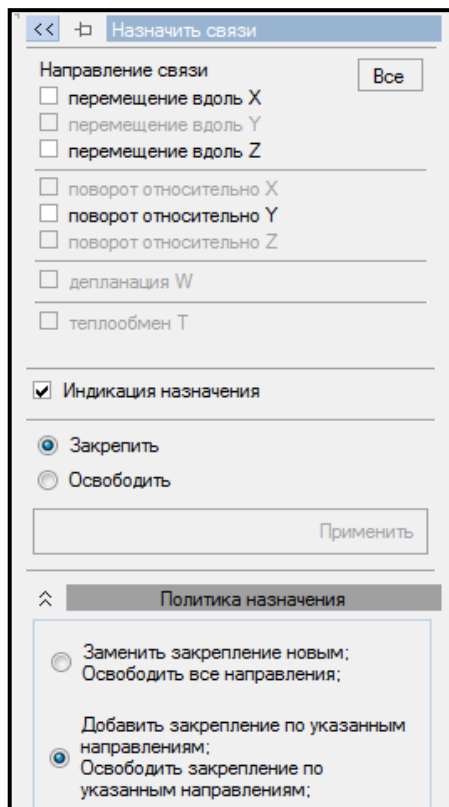 << Назначить связи
Направление связи
Все
перемещение вдоль X
перемещение вдоль Y
перемещение вдоль Z
поворот относительно X
поворот относительно Y
поворот относительно Z
депланация W
теплообмен T
Индикация назначения
Закрепить
Освободить
Применить
Политика назначения
Заменить закрепление новым;
Освободить все направления;
Добавить закрепление по указанным
направлениям;
Освободить закрепление по
указанным направлениям;